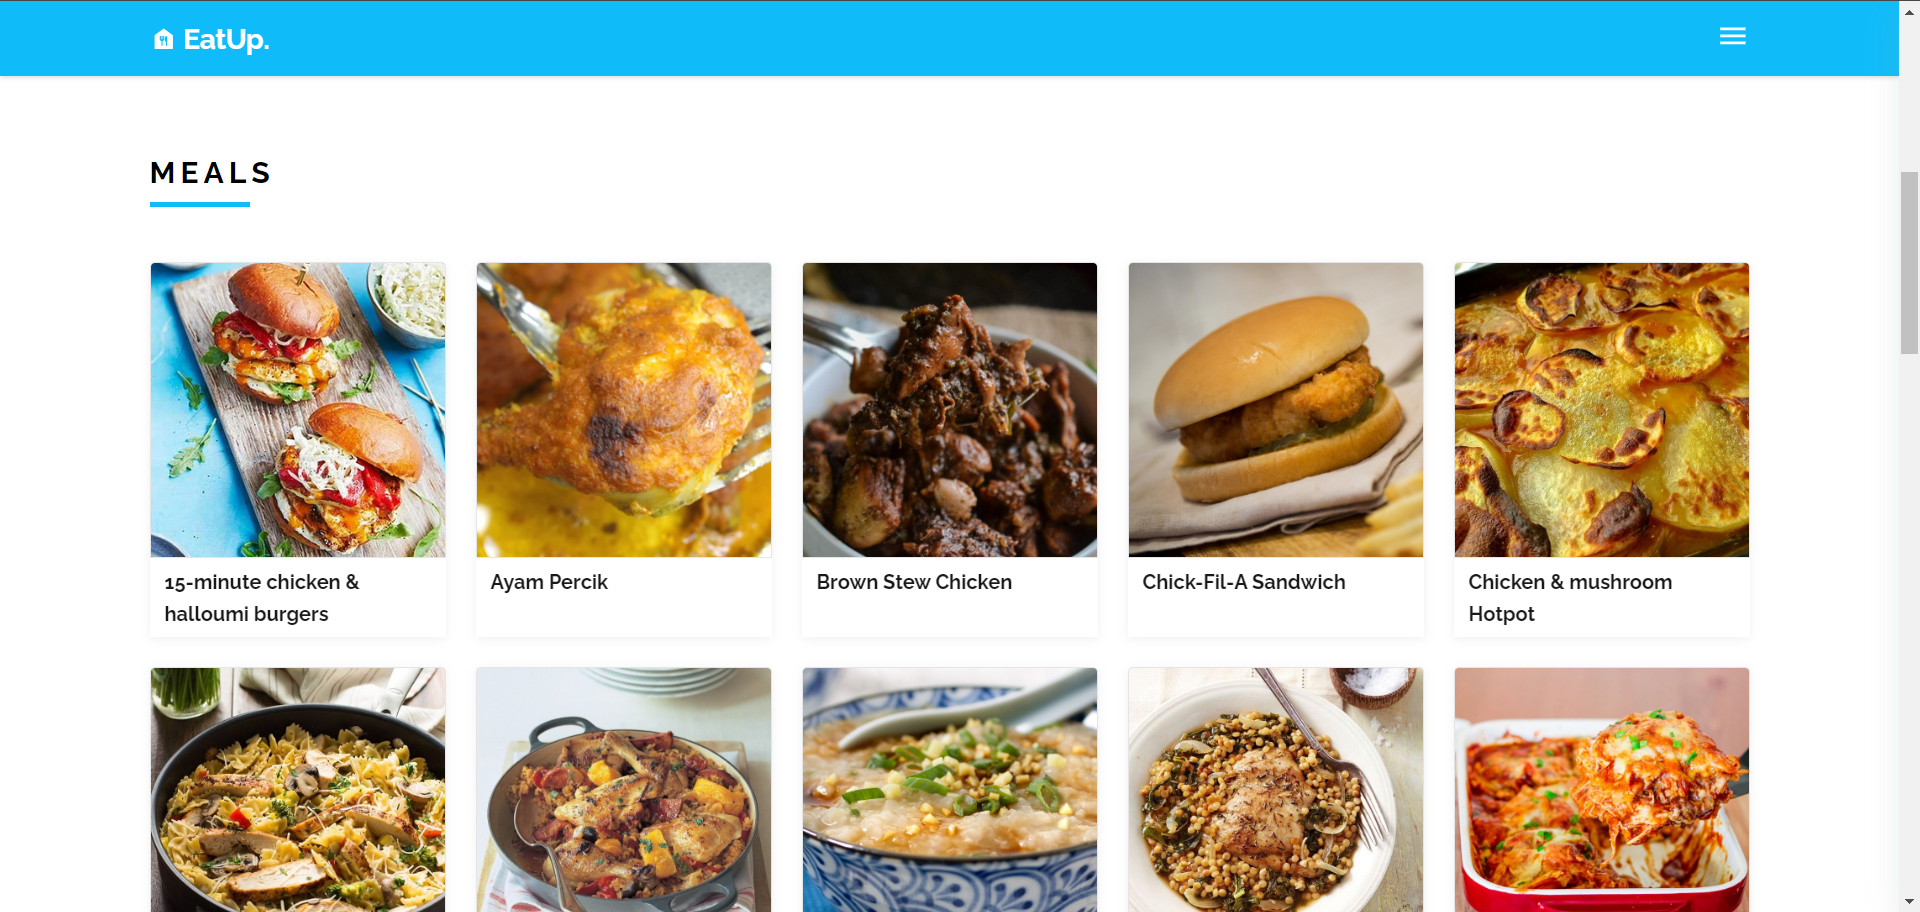 EatUp.
MEALS
15-minute chicken &
halloumi burgers
Ayam Percik
Brown Stew Chicken
Chick-Fil-A Sandwich
Chicken & mushroom
Hotpot